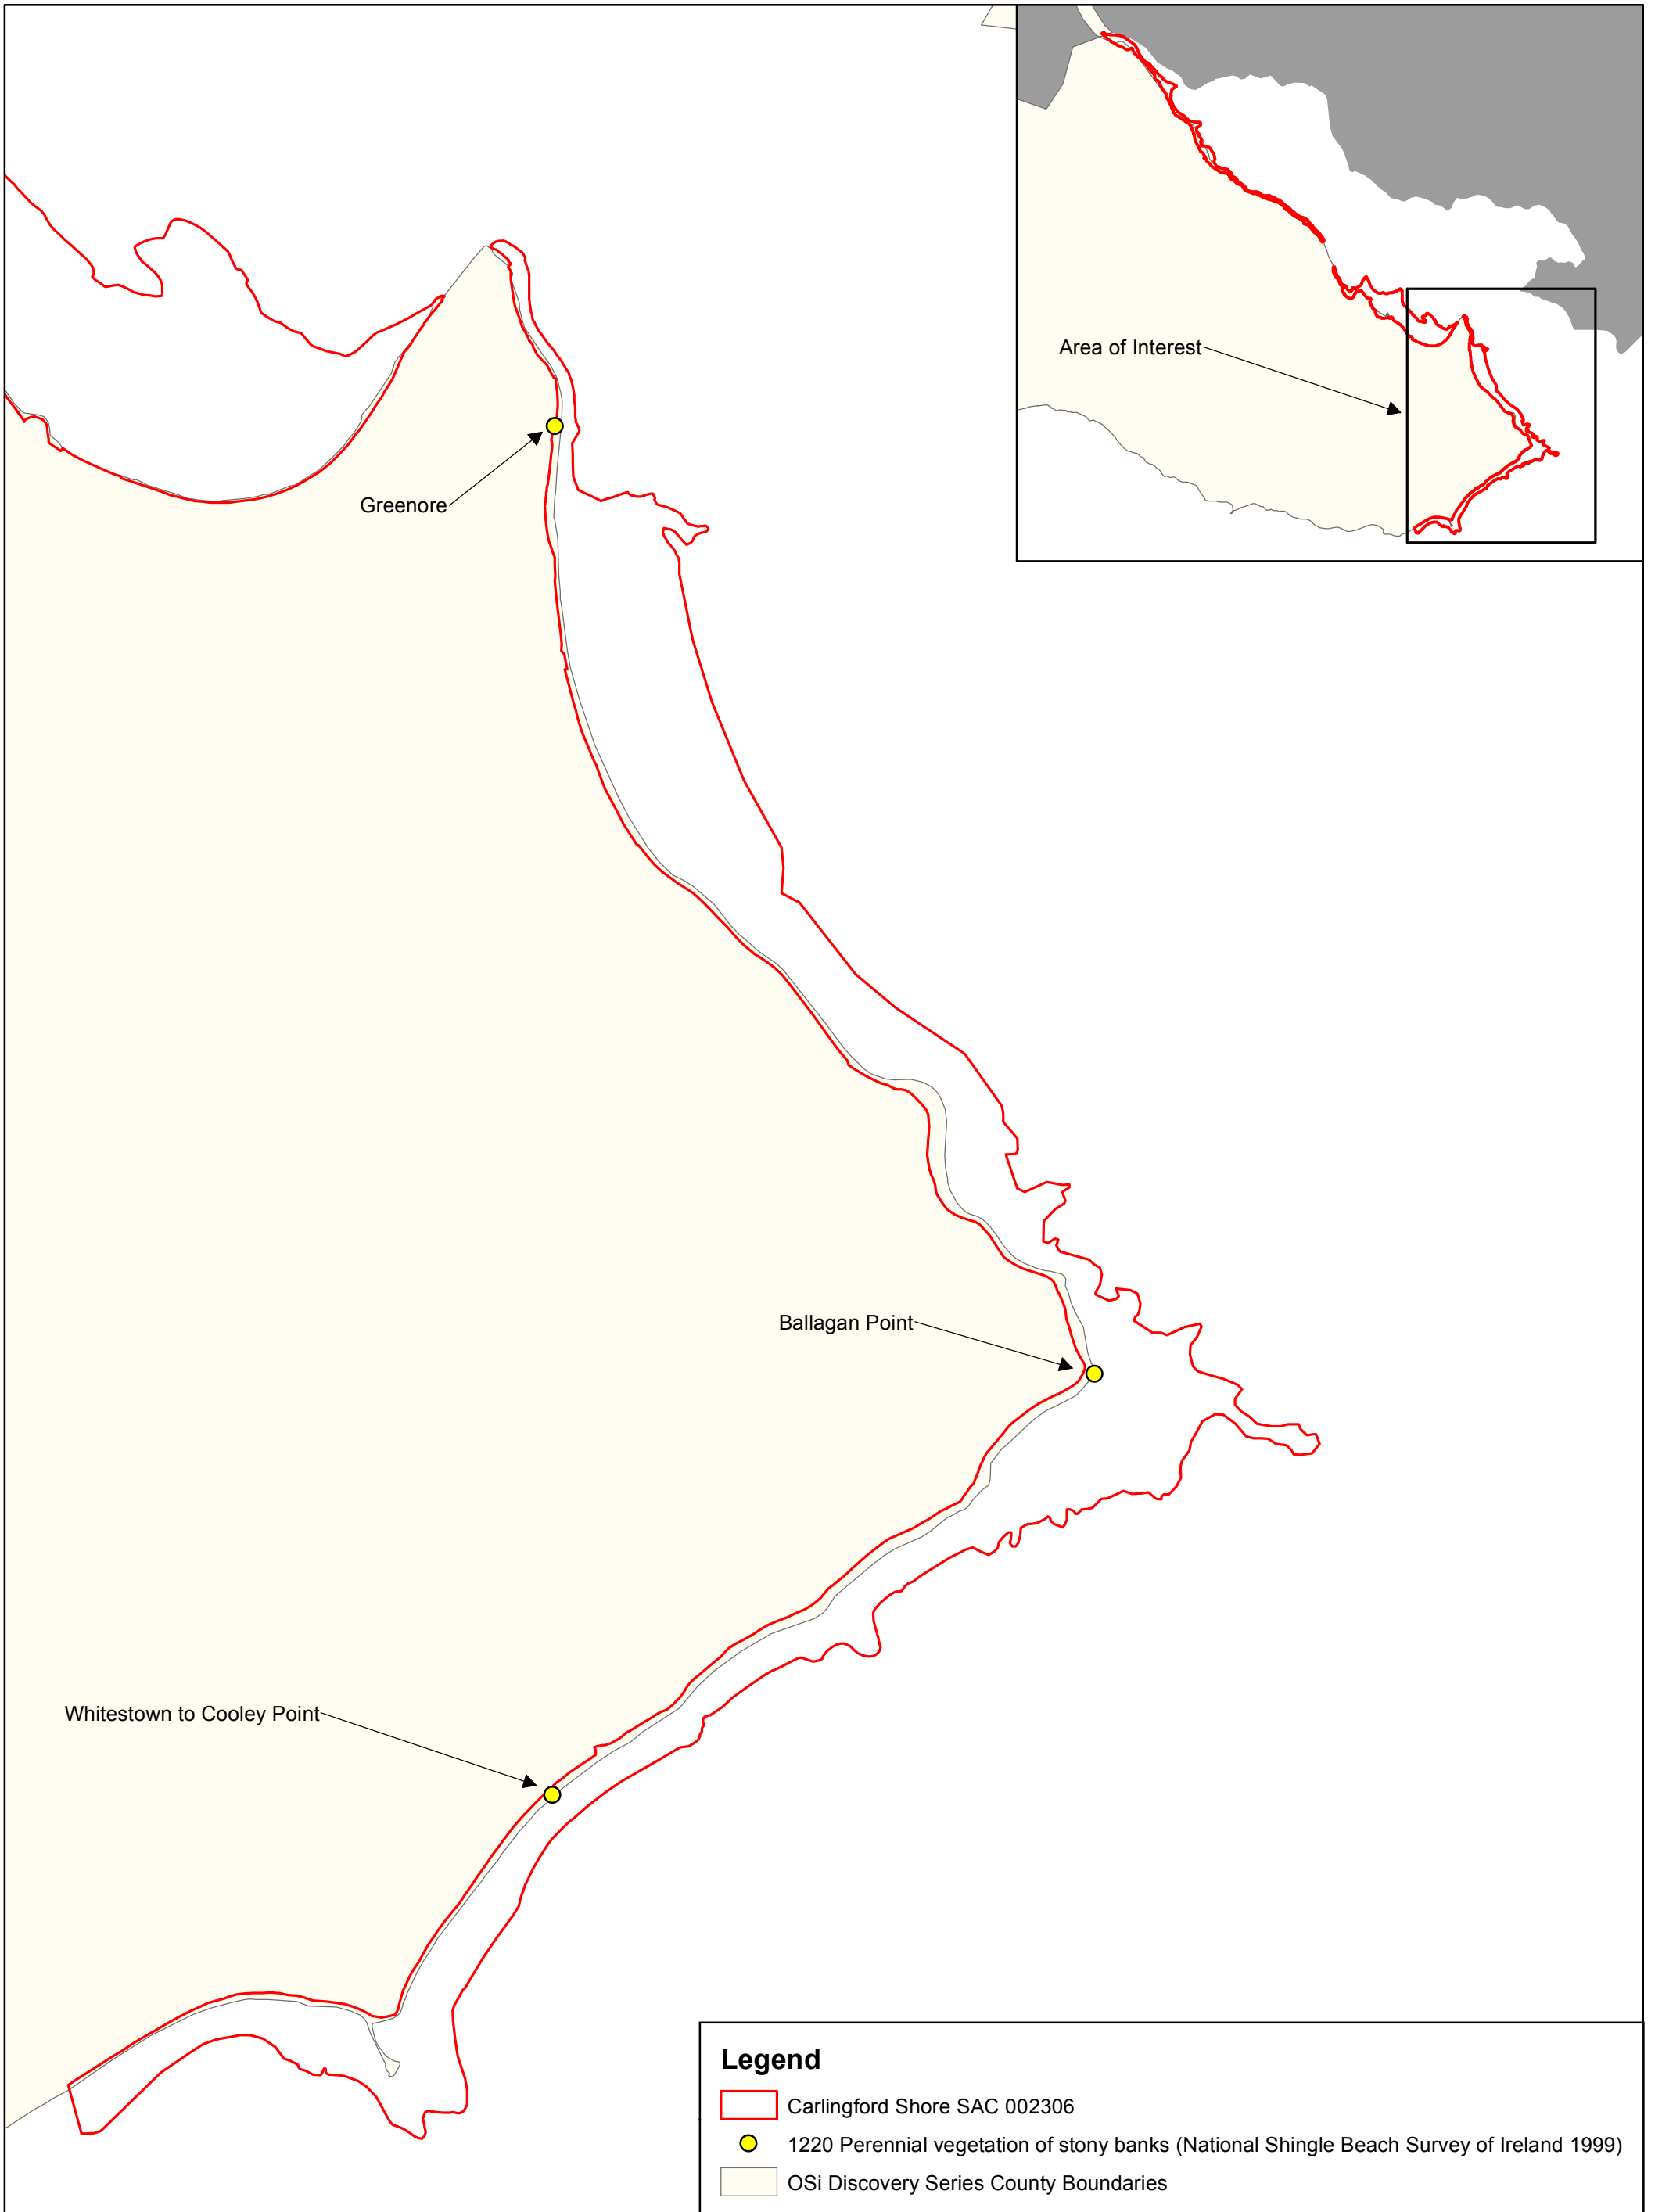 Area of Interest
Greenore
Ballagan Point
Whitestown to Cooley Point
Legend
Carlingford Shore SAC 002306
1220 Perennial vegetation of stony banks (National Shingle Beach Survey of Ireland 1999)
OSi Discovery Series County Boundaries